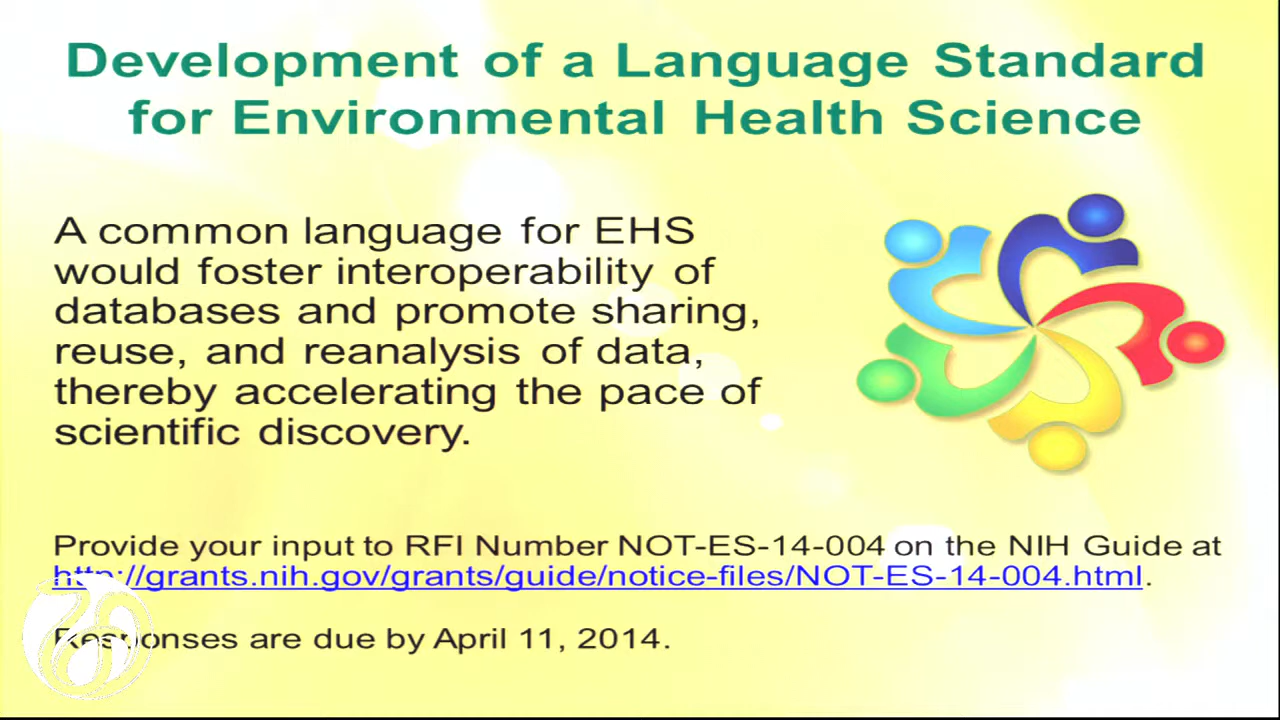 Development of a Language Standard
for Environmental Health Science
A common language for EHS
would foster interoperability of
databases and promote sharing,
reuse, and reanalysis of data,
thereby accelerating the pace of
scientific discovery.
Provide your input to RFI Number NOT-ES-14-004 on the NIH Guide at
http://grants.nih.gov/grants/guide/notice-files/NOT-ES-14-004.html.
Responses are due by April 11, 2014.